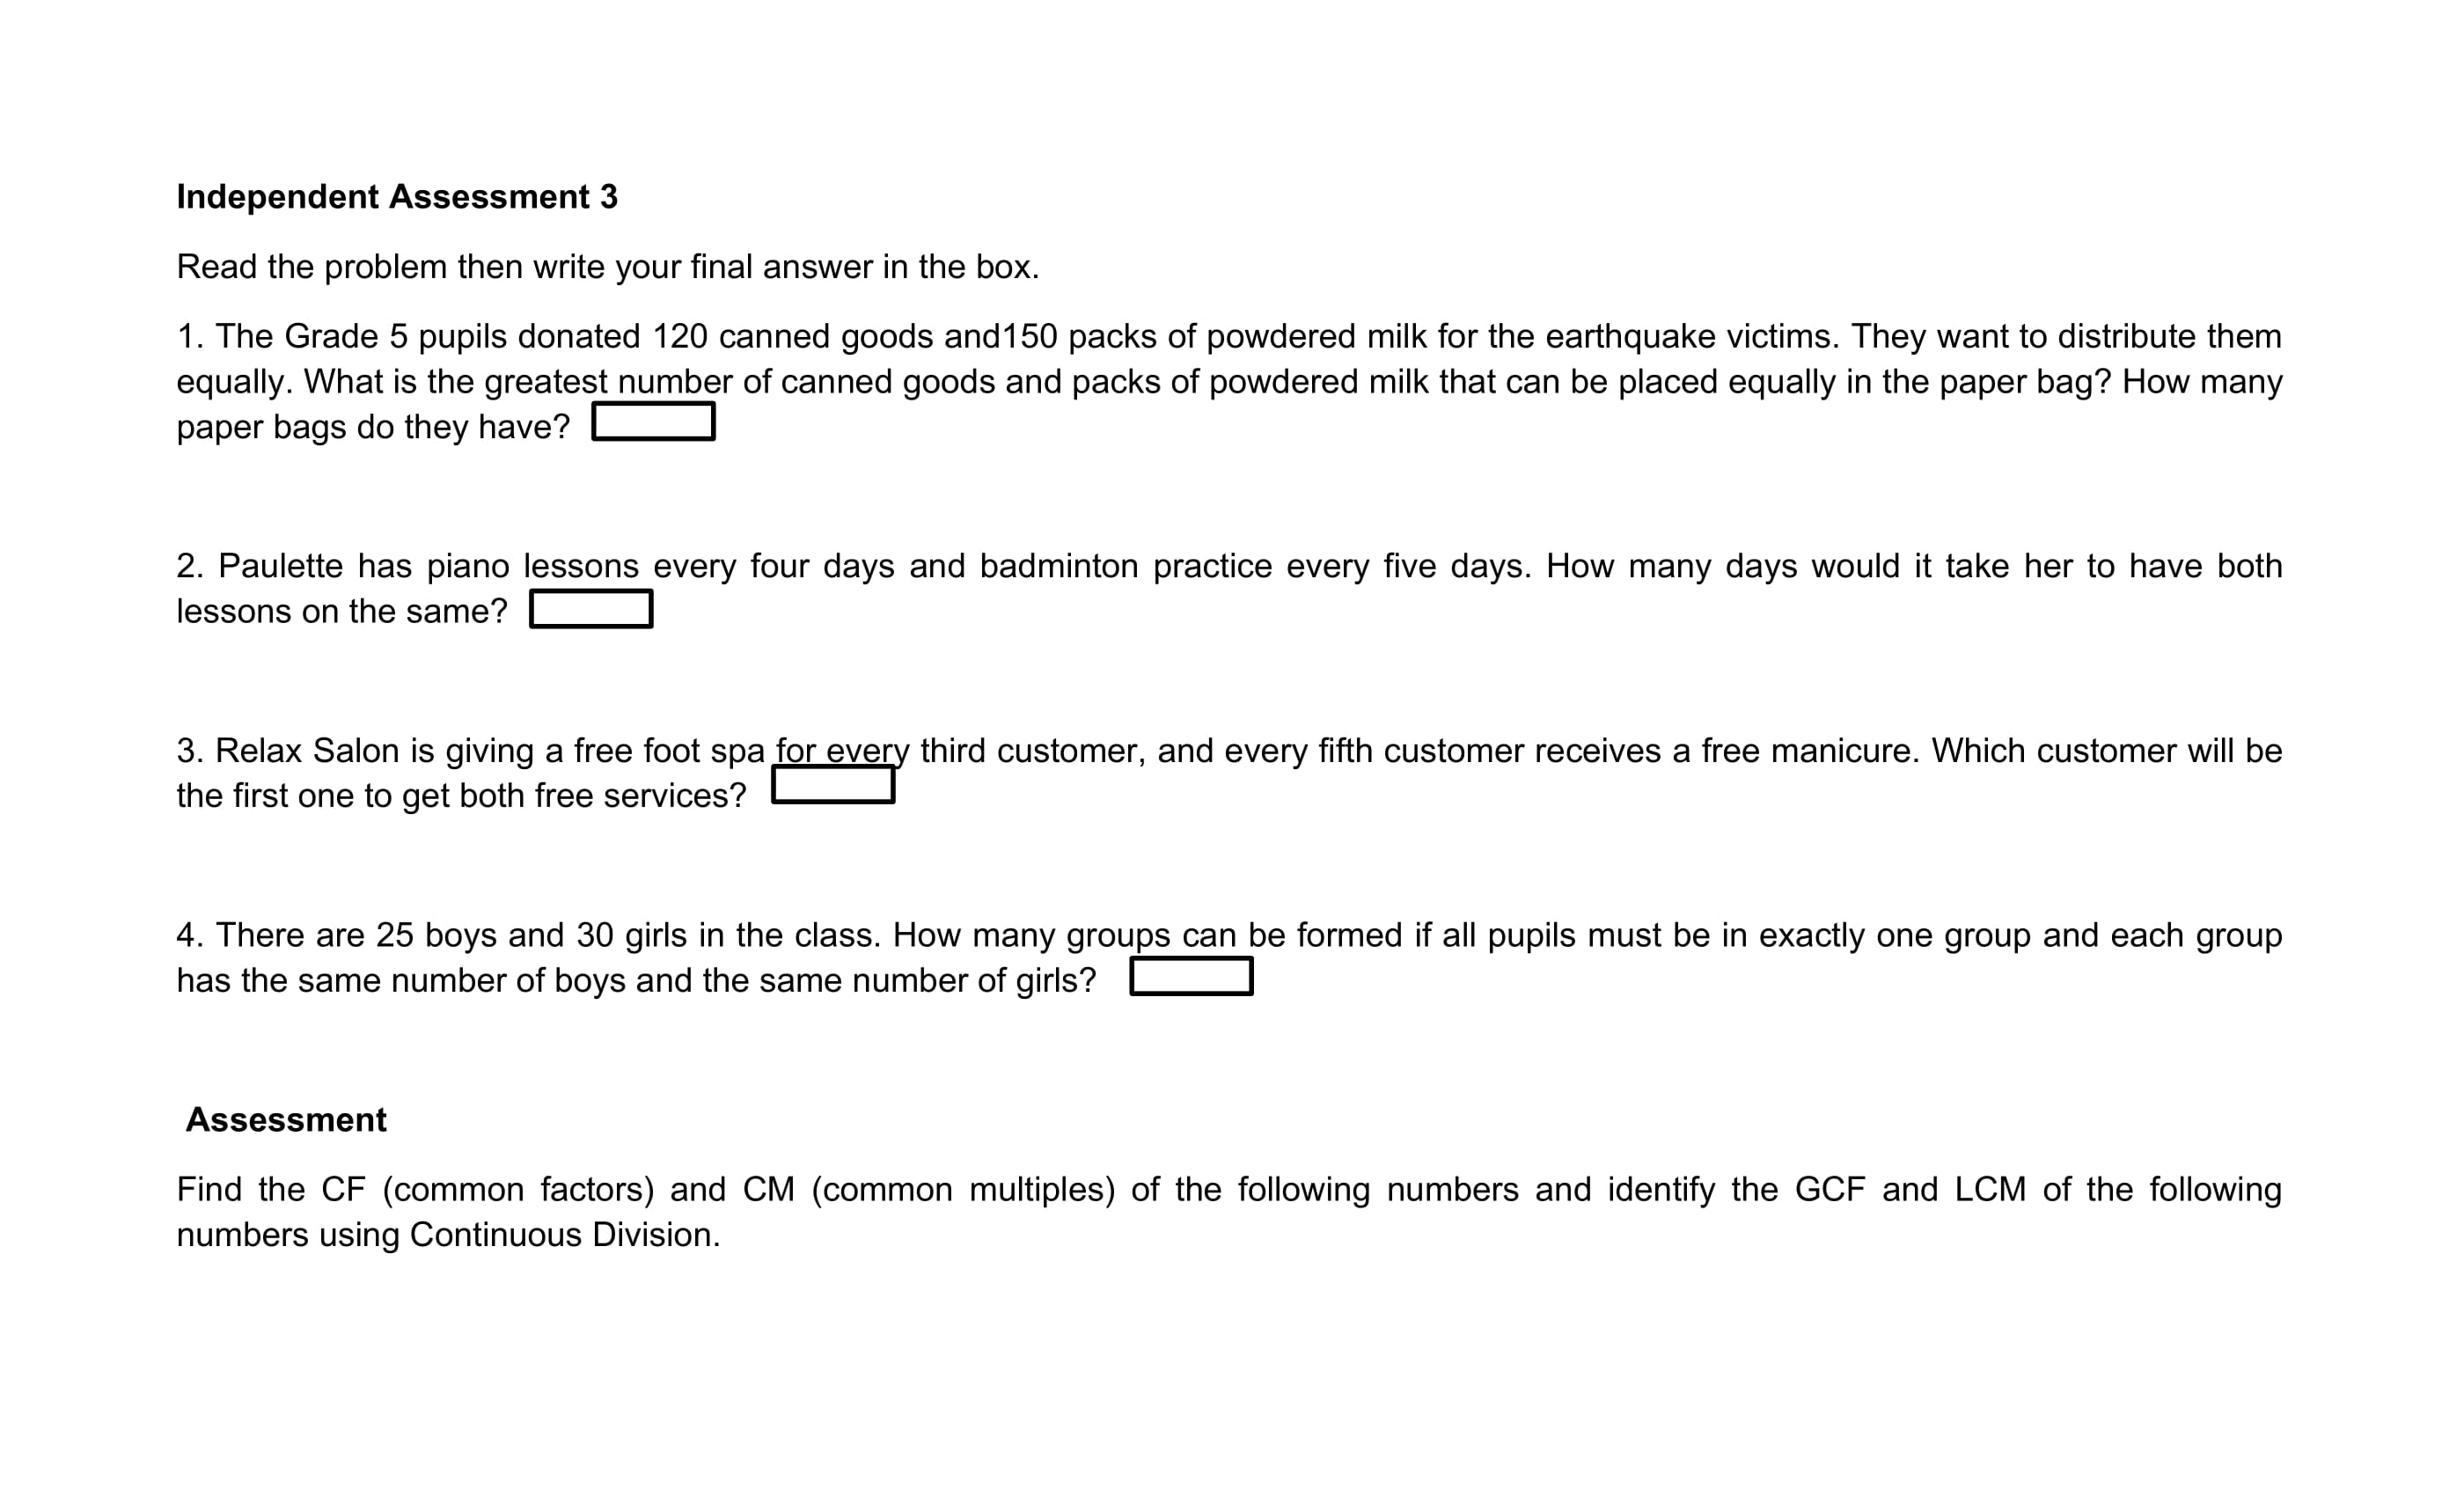 Independent Assessment 3
Read the problem then write your final answer in the box.
1. The Grade 5 pupils donated 120 canned goods and150 packs of powdered milk for the earthquake victims. They want to distribute them
equally. What is the greatest number of canned goods and packs of powdered milk that can be placed equally in the paper bag? How many
paper bags do they have?
2. Paulette has piano lessons every four days and badminton practice every five days. How many days would it take her to have both
lessons on the same?
3. Relax Salon is giving a free foot spa for every third customer, and every fifth customer receives a free manicure. Which customer will be
the first one to get both free services?
4. There are 25 boys and 30 girls in the class. How many groups can be formed if all pupils must be in exactly one group and each group
has the same number of boys and the same number of girls?
Assessment
Find the CF (common factors) and CM (common multiples) of the following numbers and identify the GCF and LCM of the following
numbers using Continuous Division.